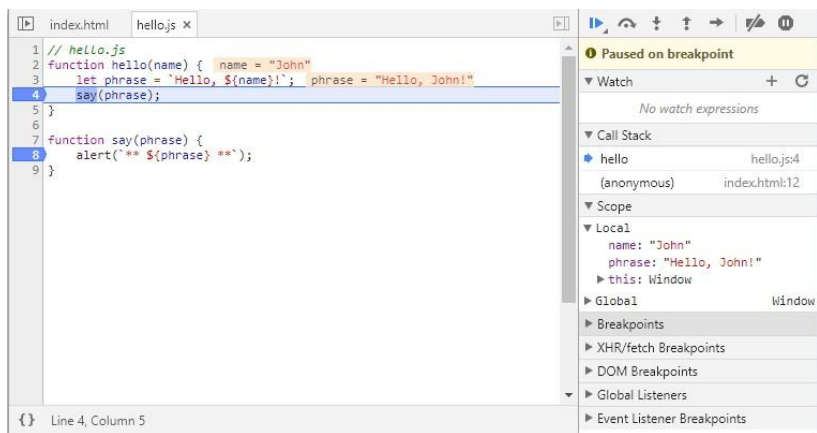 index.html hello.js ×
1 // hello.js
2 function hello(name) { name = "John"
3 let phrase = `Hello, ${name}!`; phrase = "Hello, John!"
4 say(phrase);
5 }
6
7 function say(phrase) {
8 alert(`** ${phrase} **`);
9 }
{} Line 4, Column 5
Paused on breakpoint
Watch
No watch expressions
Call Stack
hello hello.js:4
(anonymous) index.html:12
Scope
Local
name: "John"
phrase: "Hello, John!"
this: Window
Global Window
Breakpoints
XHR/fetch Breakpoints
DOM Breakpoints
Global Listeners
Event Listener Breakpoints